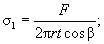 σ₁ = F / (2πrt cos β);